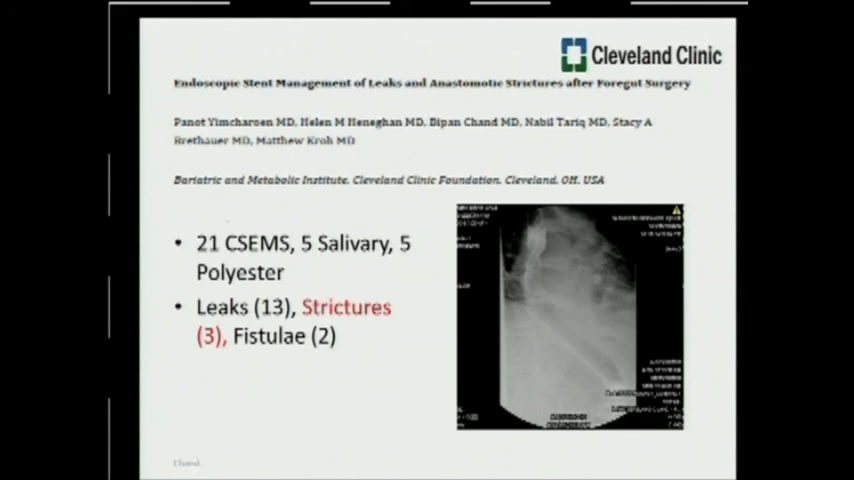 Cleveland Clinic
Endoscopic Stent Management of Leaks and Anastomotic Strictures after Foregut Surgery
Panot Yimcharoen MD, Helen M Heneghan MD, Bipan Chand MD, Nabil Tariq MD, Stacy A
Brethauer MD, Matthew Kroh MD
Bariatric and Metabolic Institute, Cleveland Clinic Foundation, Cleveland, OH, USA
• 21 CSEMS, 5 Salivary, 5
Polyester
• Leaks (13), Strictures
(3), Fistulae (2)